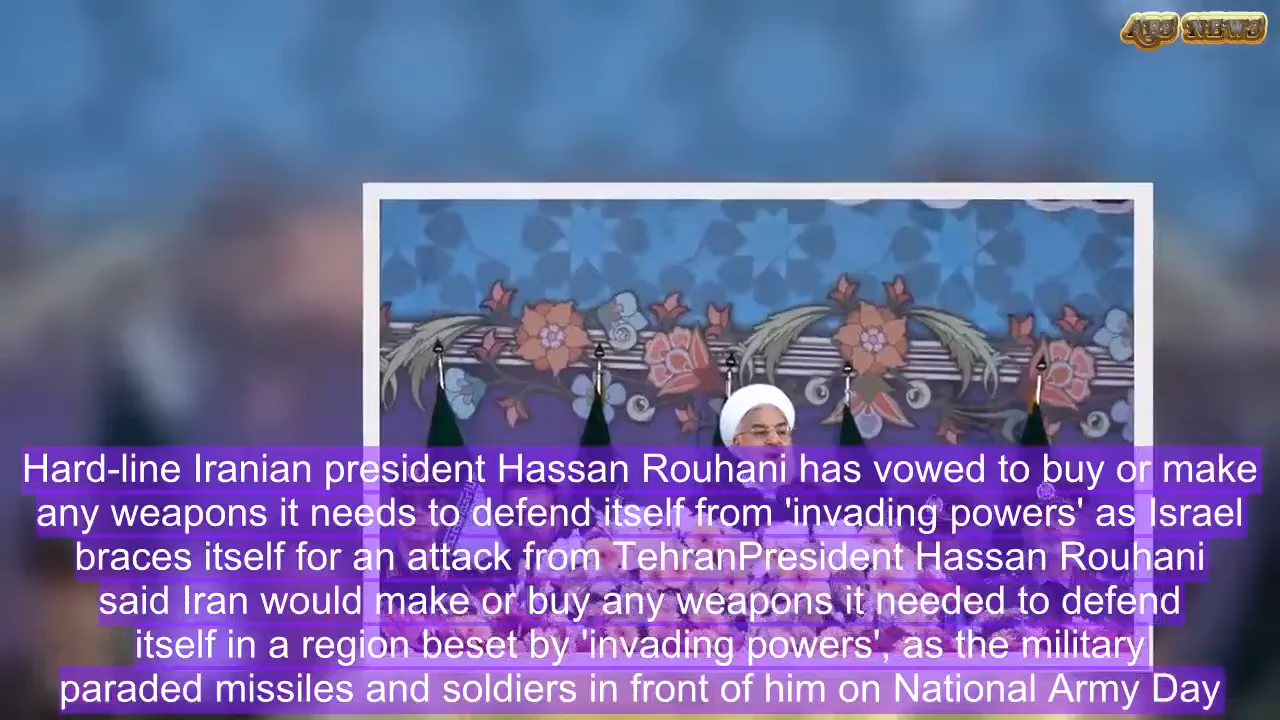 ABS NEWS
Hard-line Iranian president Hassan Rouhani has vowed to buy or make
any weapons it needs to defend itself from 'invading powers' as Israel
braces itself for an attack from TehranPresident Hassan Rouhani
said Iran would make or buy any weapons it needed to defend
itself in a region beset by 'invading powers', as the military
paraded missiles and soldiers in front of him on National Army Day